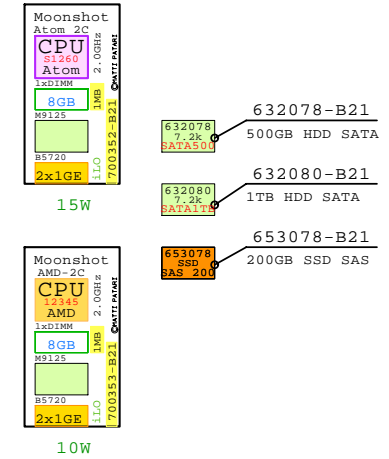 Moonshot
Atom 2C
CPU
S1260
Atom
2.0GHz
©MATTI PATARI
1xDIMM
8GB
1MB
M9125
700352-B21
B5720
iLO
2x1GE
15W
632078
7.2k
SATA500
632078-B21
500GB HDD SATA
632080
7.2k
SATA1TB
632080-B21
1TB HDD SATA
653078
SSD
SAS 200
653078-B21
200GB SSD SAS
Moonshot
AMD-2C
CPU
12345
AMD
2.0GHz
©MATTI PATARI
1xDIMM
8GB
1MB
M9125
700353-B21
B5720
iLO
2x1GE
10W